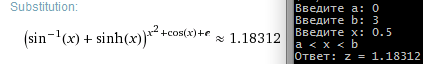 Substitution:
(sin⁻¹(x) + sinh(x))^(x²+cos(x)+e) ≈ 1.18312
Введите a: 0
Введите b: 3
Введите x: 0.5
a < x < b
Ответ: z = 1.18312